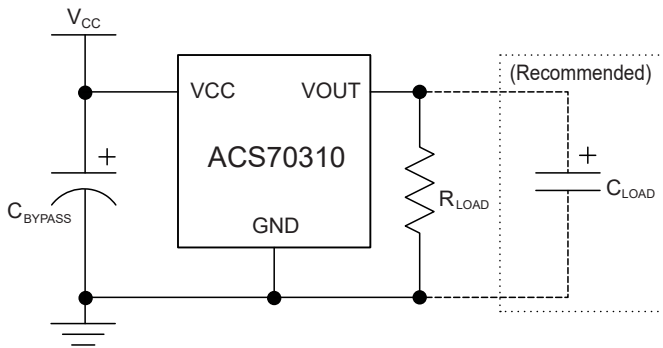 VCC
(Recommended)
VCC
VOUT
+
ACS70310
+
CBYPASS
RLOAD
CLOAD
GND